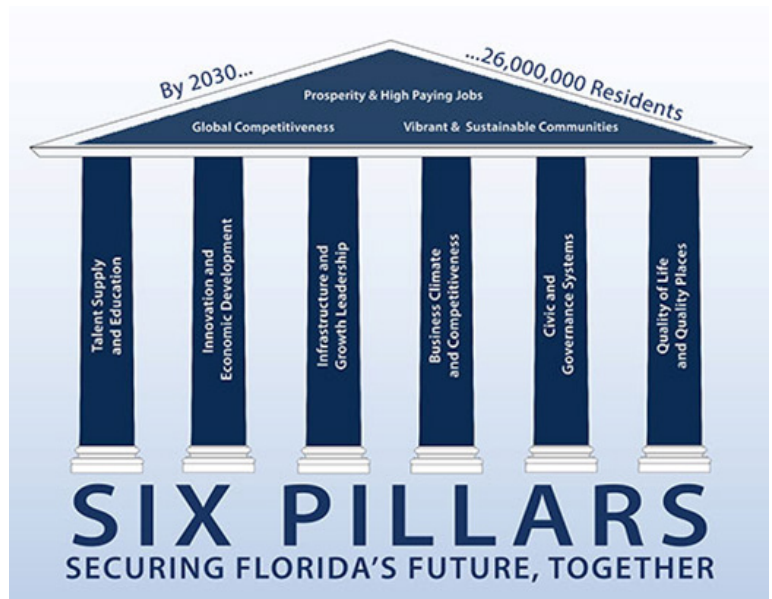 By 2030...
...26,000,000 Residents
Prosperity & High Paying Jobs
Global Competitiveness
Vibrant & Sustainable Communities
Talent Supply
and Education
Innovation and
Economic Development
Infrastructure and
Growth Leadership
Business Climate
and Competitiveness
Civic and
Governance Systems
Quality of Life
and Quality Places
SIX PILLARS
SECURING FLORIDA'S FUTURE, TOGETHER